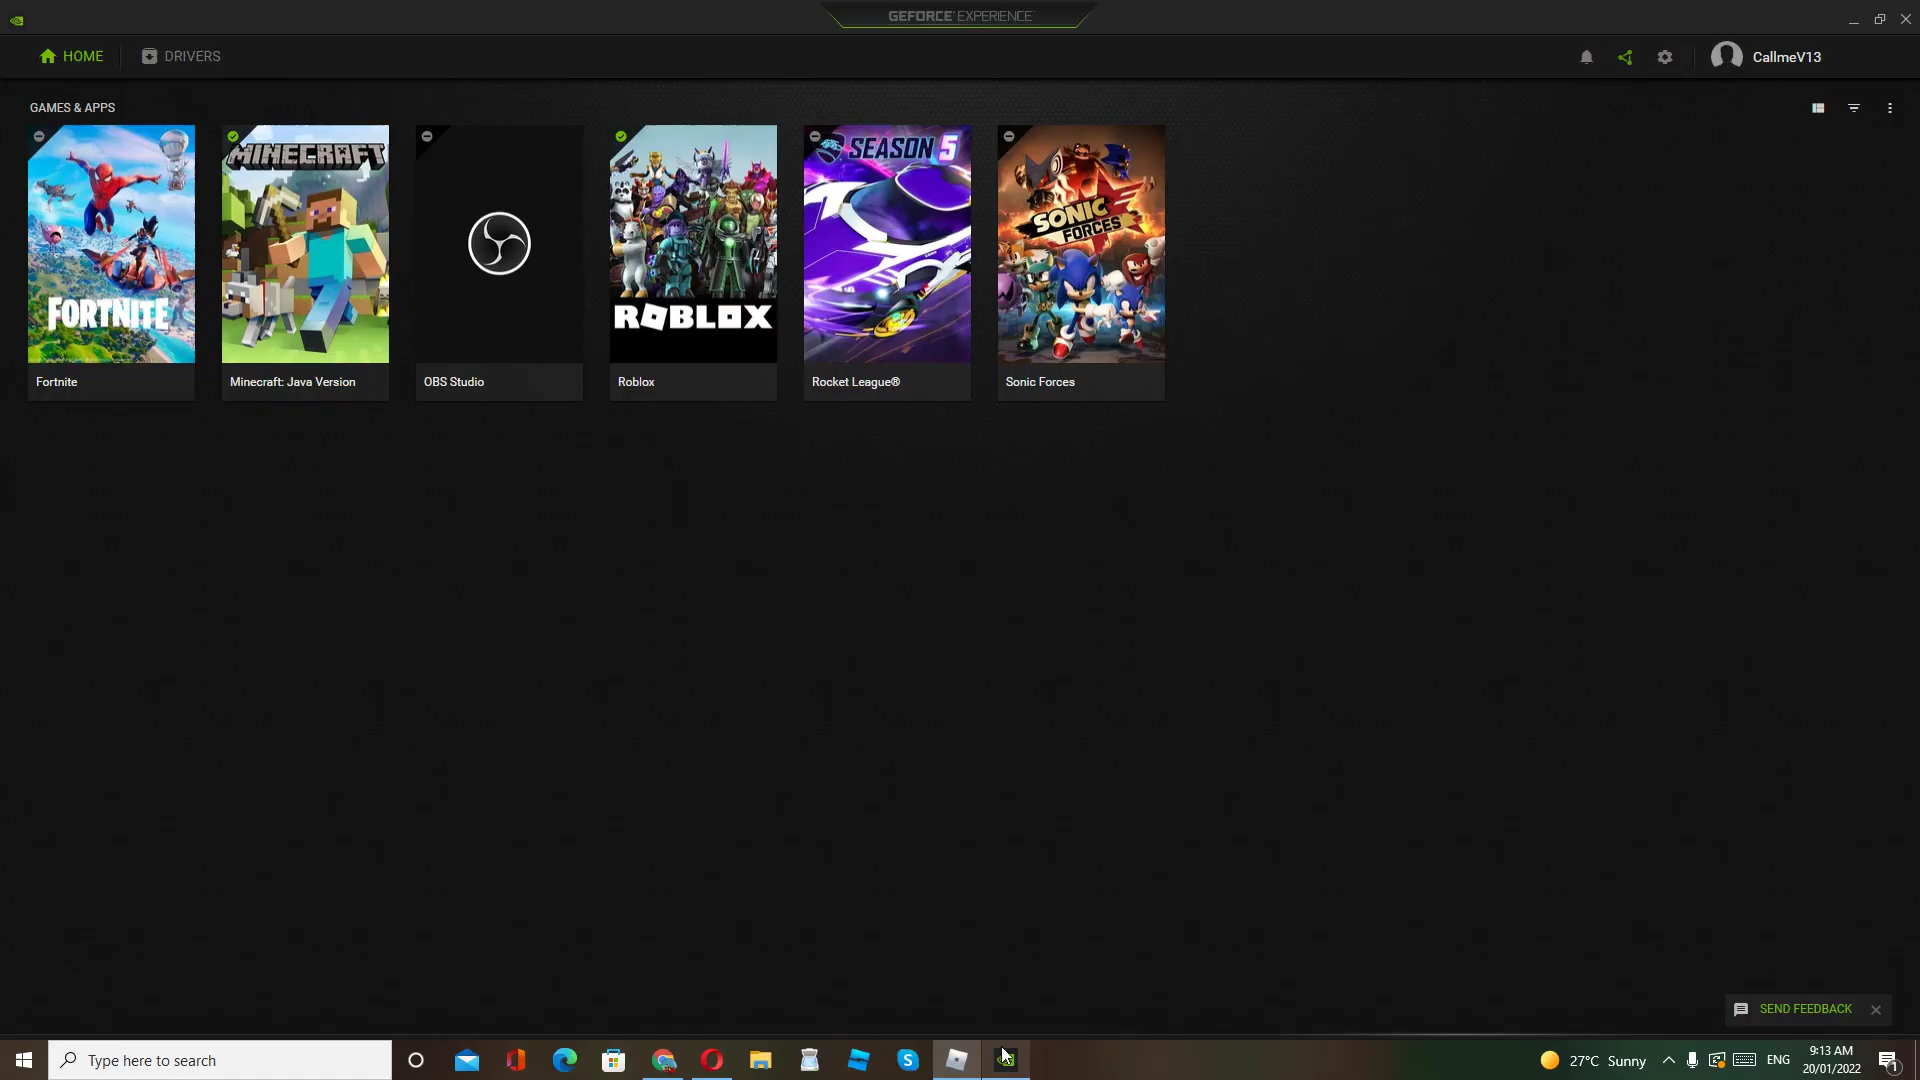 GEFORCE EXPERIENCE
HOME
DRIVERS
CallmeV13
GAMES & APPS
FORTNITE
MINECRAFT
ROBLOX
SEASON 5
SONIC FORCES
Fortnite
Minecraft: Java Version
OBS Studio
Roblox
Rocket League®
Sonic Forces
SEND FEEDBACK
Type here to search
27°C Sunny
ENG
9:13 AM
20/01/2022
1